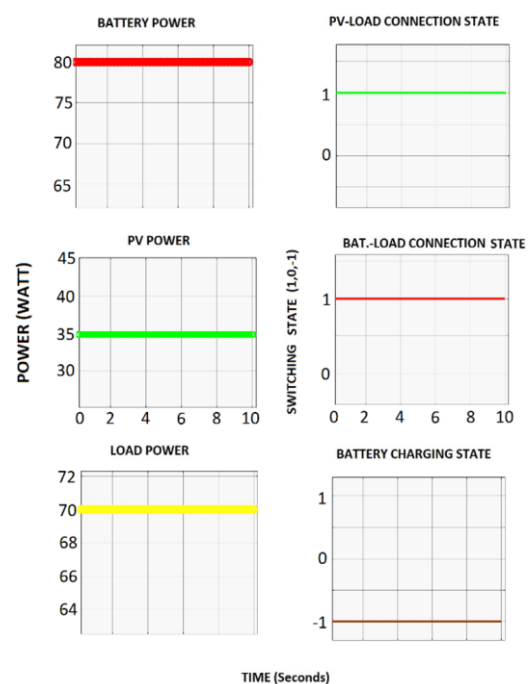 BATTERY POWER
80
75
70
65
PV-LOAD CONNECTION STATE
1
0
PV POWER
45
40
35
30
0 2 4 6 8 10
BAT.-LOAD CONNECTION STATE
1
0
0 2 4 6 8 10
POWER (WATT)
SWITCHING STATE (1,0,-1)
LOAD POWER
72
70
68
66
64
BATTERY CHARGING STATE
1
0
-1
TIME (Seconds)